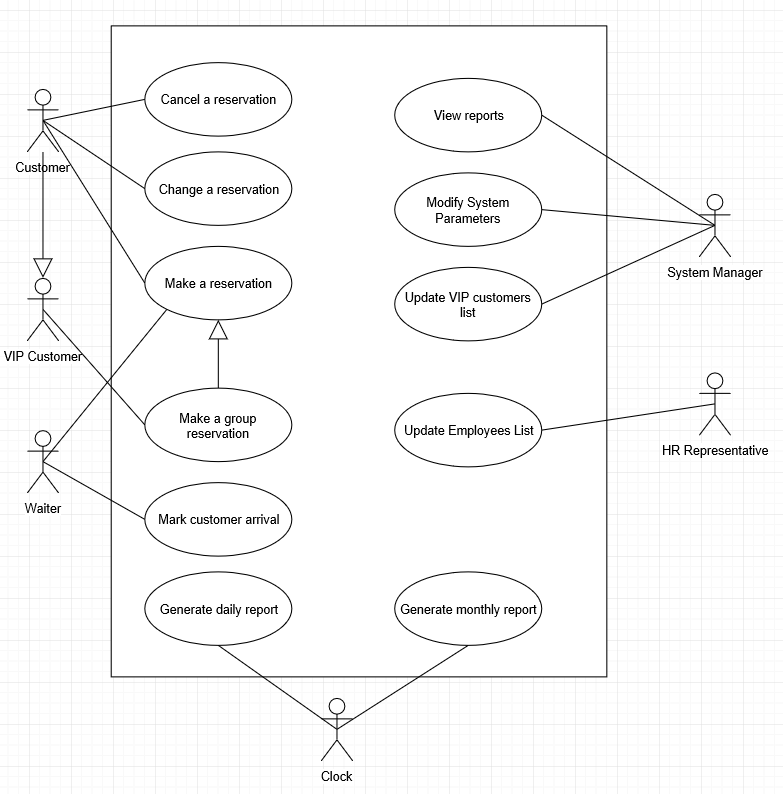 Cancel a reservation
View reports
Customer
Change a reservation
Modify System
Parameters
System Manager
Make a reservation
Update VIP customers
list
VIP Customer
Make a group
reservation
Update Employees List
HR Representative
Waiter
Mark customer arrival
Generate daily report
Generate monthly report
Clock